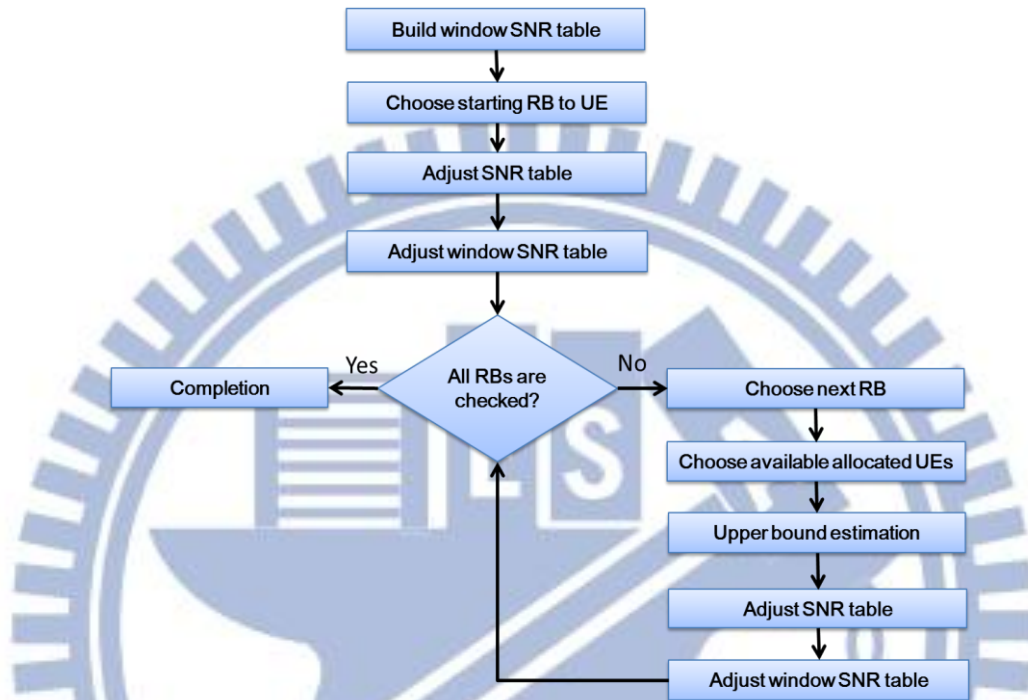 Build window SNR table
Choose starting RB to UE
Adjust SNR table
Adjust window SNR table
All RBs are
checked?
Yes
Completion
No
Choose next RB
Choose available allocated UEs
Upper bound estimation
Adjust SNR table
Adjust window SNR table